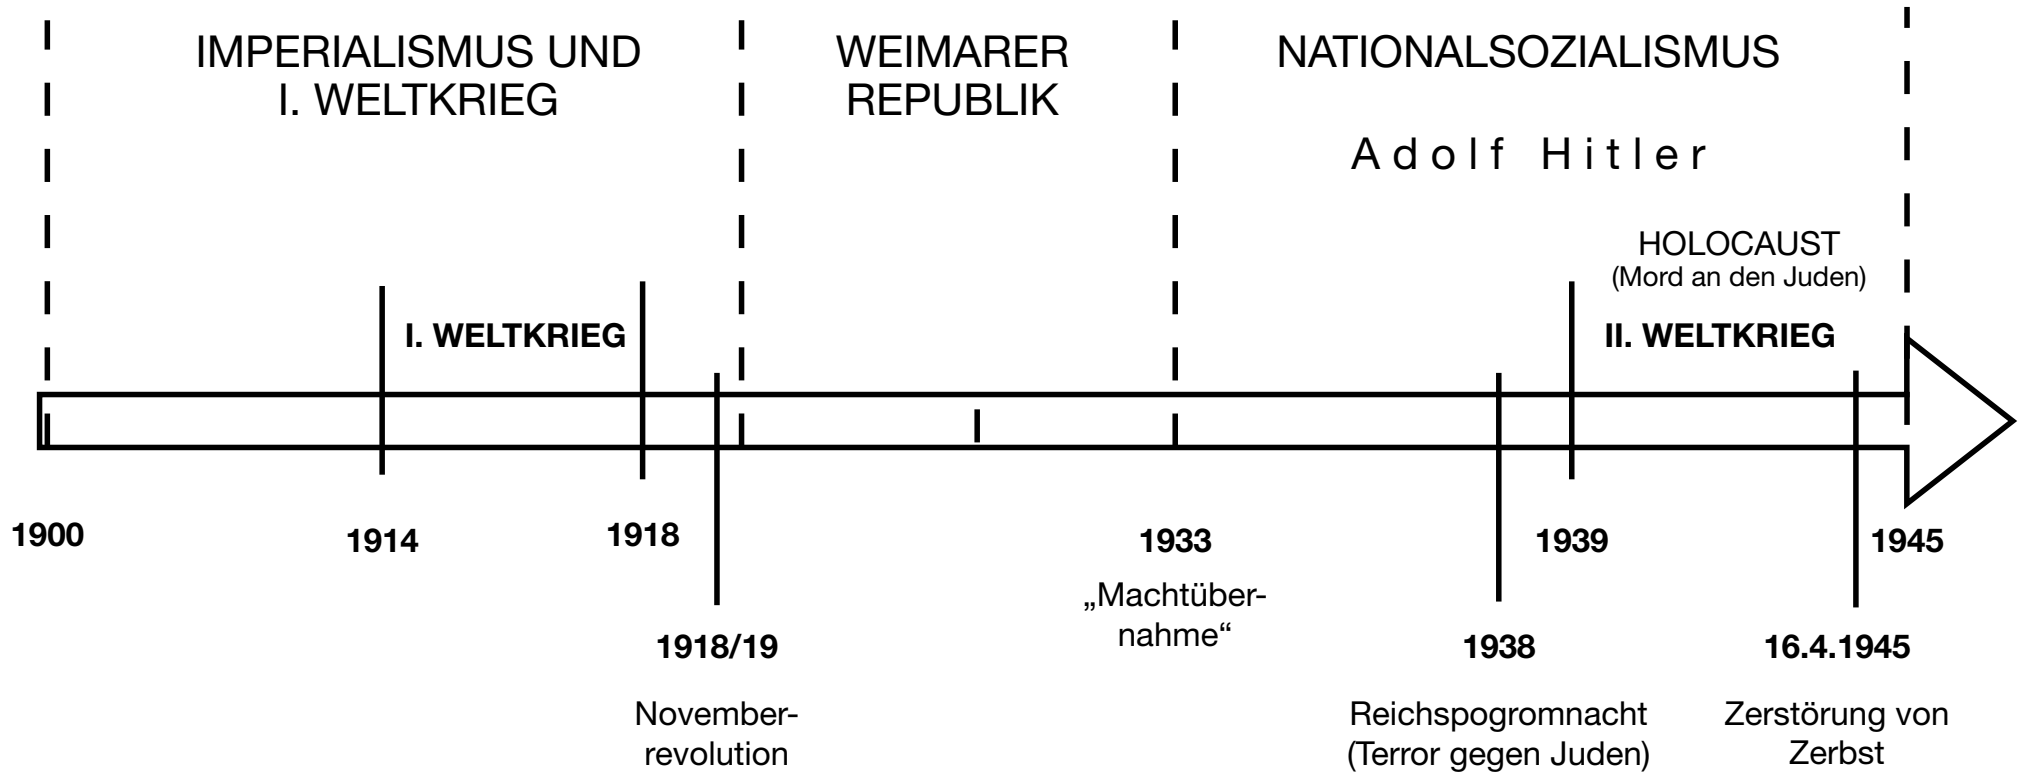 IMPERIALISMUS UND
I. WELTKRIEG
WEIMARER
REPUBLIK
NATIONALSOZIALISMUS
Adolf Hitler
HOLOCAUST
(Mord an den Juden)
I. WELTKRIEG
II. WELTKRIEG
1900
1914
1918
1933
1939
1945
„Machtüber-
nahme“
1918/19
November-
revolution
1938
Reichspogromnacht
(Terror gegen Juden)
16.4.1945
Zerstörung von
Zerbst